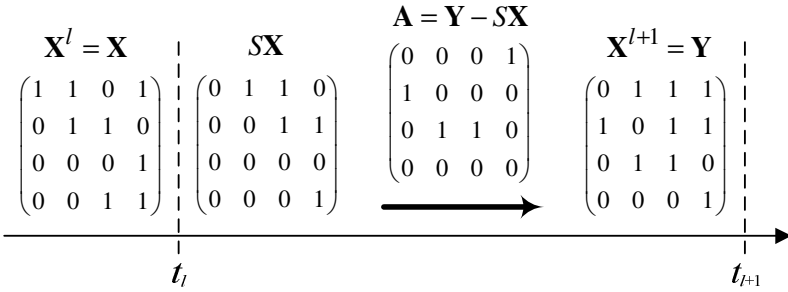 X^l = X
SX
A = Y − SX
X^{l+1} = Y
1 1 0 1
0 1 1 0
0 0 0 1
0 0 1 1
0 1 1 0
0 0 1 1
0 0 0 0
0 0 0 1
0 0 0 1
1 0 0 0
0 1 1 0
0 0 0 0
0 1 1 1
1 0 1 1
0 1 1 0
0 0 0 1
t_l
t_{l+1}